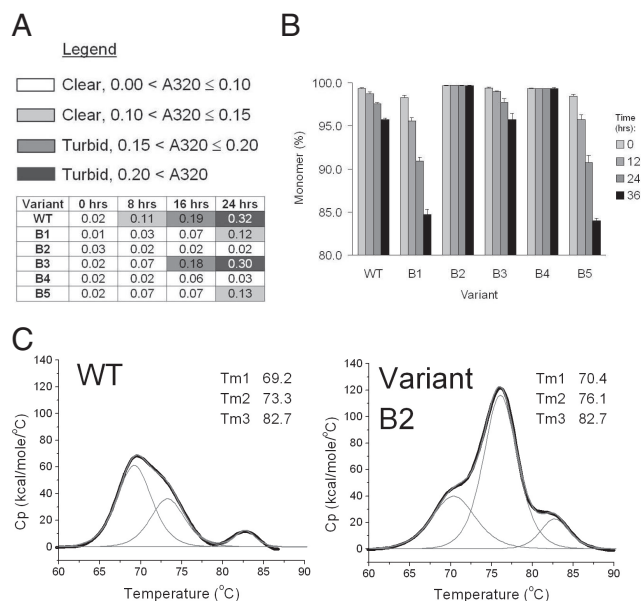 A
Legend
Clear, 0.00 < A320 ≤ 0.10
Clear, 0.10 < A320 ≤ 0.15
Turbid, 0.15 < A320 ≤ 0.20
Turbid, 0.20 < A320
Variant 0 hrs 8 hrs 16 hrs 24 hrs
WT 0.02 0.11 0.19 0.32
B1 0.01 0.03 0.07 0.12
B2 0.03 0.02 0.02 0.02
B3 0.02 0.07 0.18 0.30
B4 0.02 0.02 0.06 0.03
B5 0.02 0.07 0.07 0.13
B
100.0
95.0
90.0
85.0
80.0
Monomer (%)
WT B1 B2 B3 B4 B5
Variant
Time
(hrs):
0
12
24
36
C
WT
Tm1 69.2
Tm2 73.3
Tm3 82.7
140
120
100
80
60
40
20
0
Cp (kcal/mole/°C)
60 65 70 75 80 85 90
Temperature (°C)
Variant
B2
Tm1 70.4
Tm2 76.1
Tm3 82.7
140
120
100
80
60
40
20
0
Cp (kcal/mole/°C)
60 65 70 75 80 85 90
Temperature (°C)